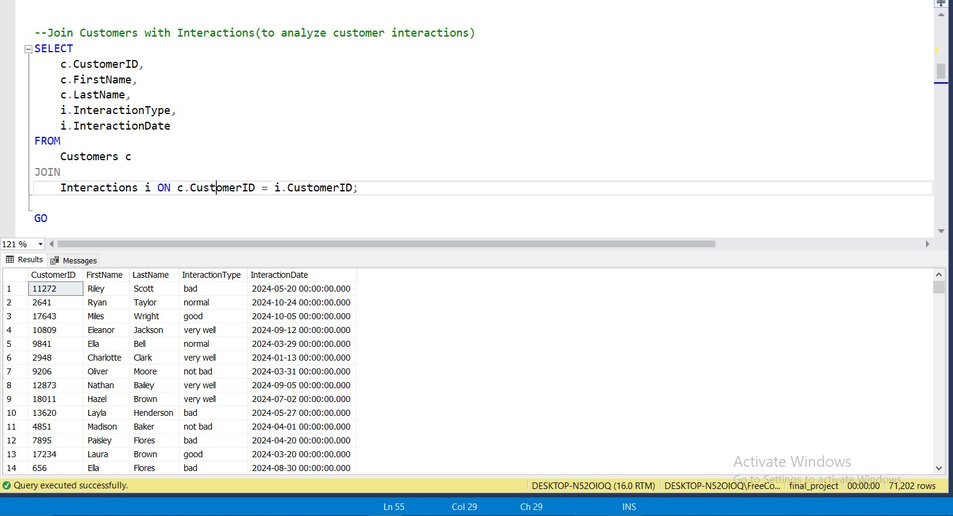 --Join Customers with Interactions(to analyze customer interactions)
SELECT
c.CustomerID,
c.FirstName,
c.LastName,
i.InteractionType,
i.InteractionDate
FROM
Customers c
JOIN
Interactions i ON c.CustomerID = i.CustomerID;
GO
121 %
Results Messages
CustomerID FirstName LastName InteractionType InteractionDate
1 11272 Riley Scott bad 2024-05-20 00:00:00.000
2 2641 Ryan Taylor normal 2024-10-24 00:00:00.000
3 17643 Miles Wright good 2024-10-05 00:00:00.000
4 10809 Eleanor Jackson very well 2024-09-12 00:00:00.000
5 9841 Ella Bell normal 2024-03-29 00:00:00.000
6 2948 Charlotte Clark very well 2024-01-13 00:00:00.000
7 9206 Oliver Moore not bad 2024-03-31 00:00:00.000
8 12873 Nathan Bailey very well 2024-09-05 00:00:00.000
9 18011 Hazel Brown very well 2024-07-02 00:00:00.000
10 13620 Layla Henderson bad 2024-05-27 00:00:00.000
11 4851 Madison Baker not bad 2024-04-01 00:00:00.000
12 7895 Paisley Flores bad 2024-04-20 00:00:00.000
13 17234 Laura Brown good 2024-03-20 00:00:00.000
14 656 Ella Flores bad 2024-08-30 00:00:00.000
Activate Windows
Go to Settings to activate Windows.
Query executed successfully. DESKTOP-N52OIOQ (16.0 RTM) DESKTOP-N52OIOQ\FreeCo... final_project 00:00:00 71,202 rows
Ln 55 Col 29 Ch 29 INS